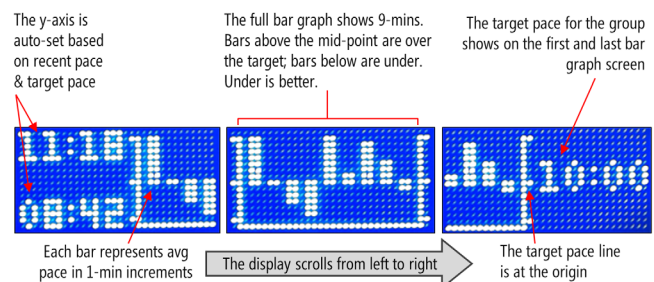 The y-axis is
auto-set based
on recent pace
& target pace
The full bar graph shows 9-mins.
Bars above the mid-point are over
the target; bars below are under.
Under is better.
The target pace for the group
shows on the first and last bar
graph screen
11:18
08:42
10:00
Each bar represents avg
pace in 1-min increments
The display scrolls from left to right
The target pace line
is at the origin